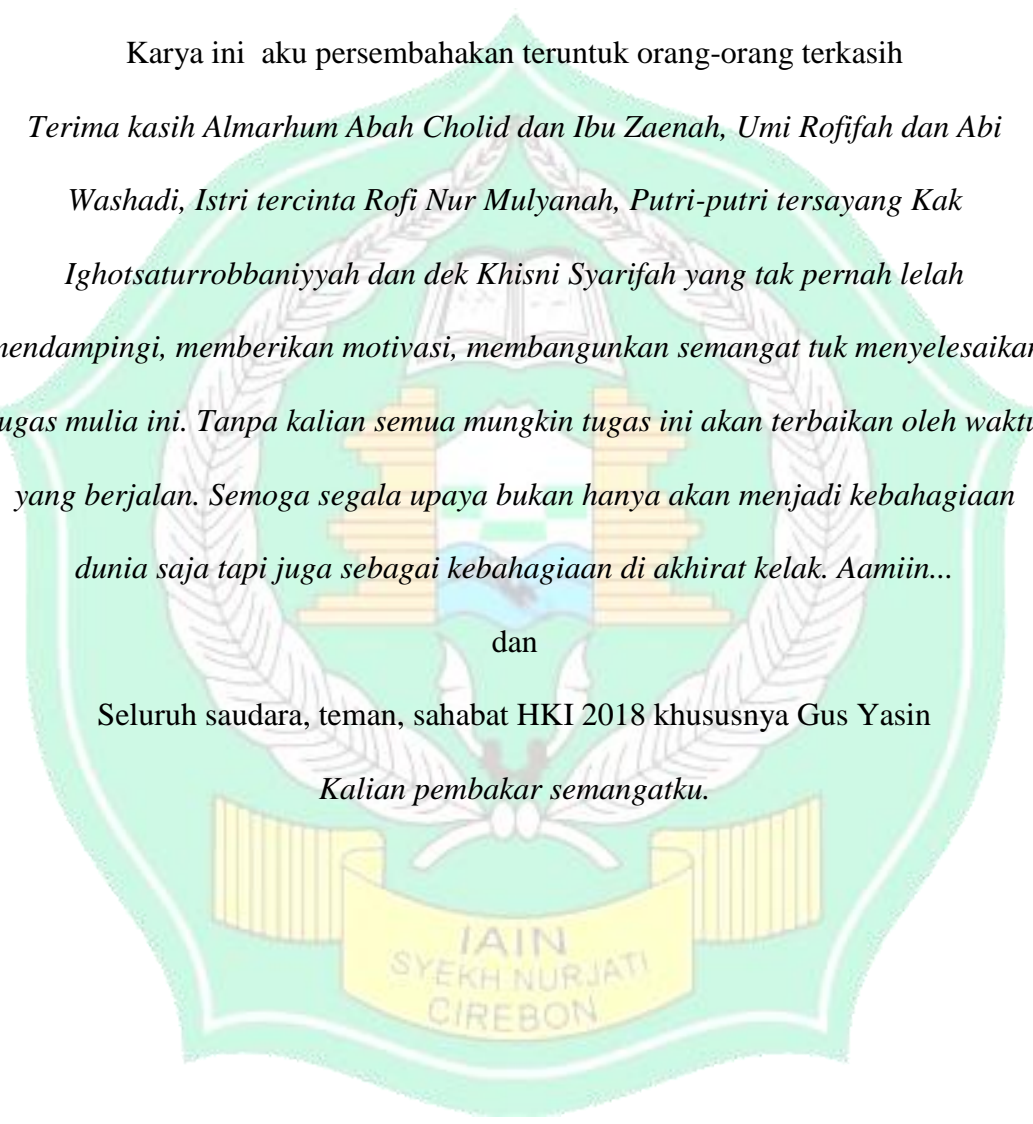 Karya ini aku persembahakan teruntuk orang-orang terkasih
Terima kasih Almarhum Abah Cholid dan Ibu Zaenah, Umi Rofifah dan Abi
Washadi, Istri tercinta Rofi Nur Mulyanah, Putri-putri tersayang Kak
Ighotsaturrobbaniyyah dan dek Khisni Syarifah yang tak pernah lelah
mendampingi, memberikan motivasi, membangunkan semangat tuk menyelesaikan
tugas mulia ini. Tanpa kalian semua mungkin tugas ini akan terbaikan oleh waktu
yang berjalan. Semoga segala upaya bukan hanya akan menjadi kebahagiaan
dunia saja tapi juga sebagai kebahagiaan di akhirat kelak. Aamiin...
dan
Seluruh saudara, teman, sahabat HKI 2018 khususnya Gus Yasin
Kalian pembakar semangatku.
IAIN
SYEKH NURJATI
CIREBON